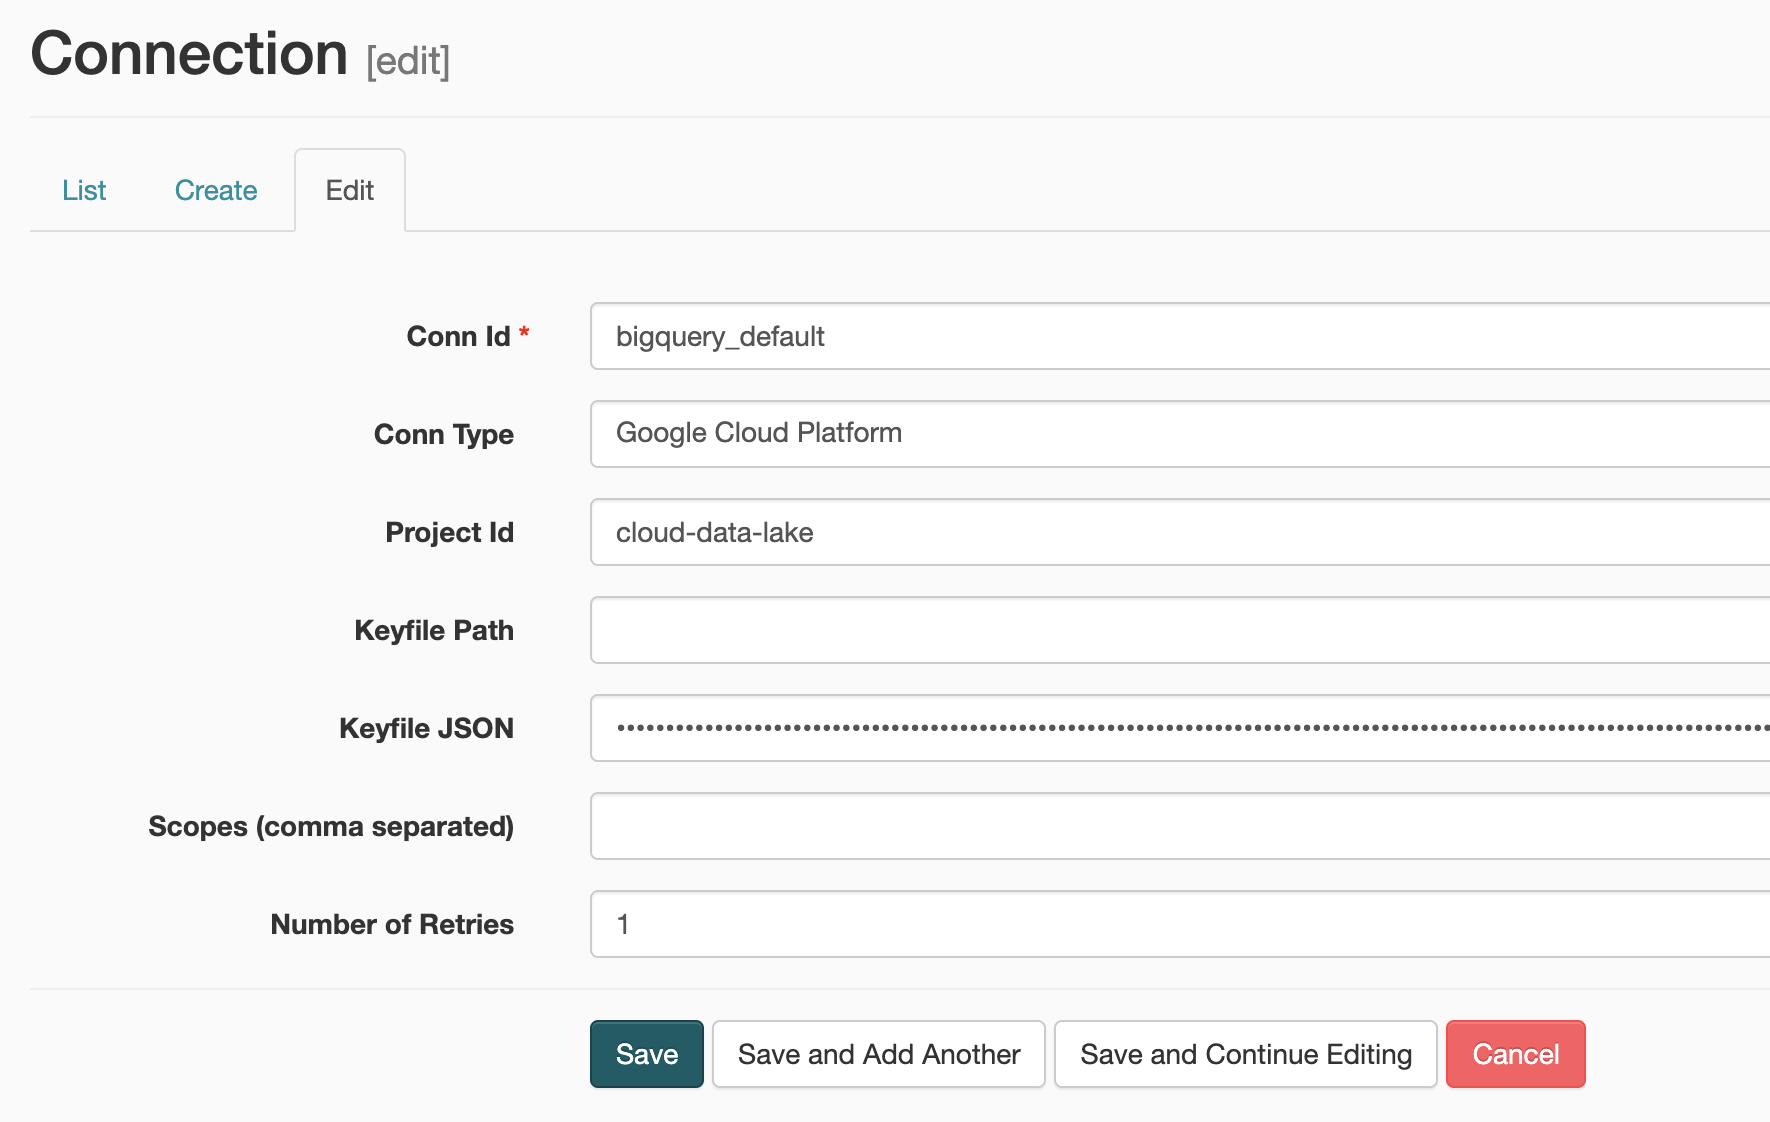 Connection [edit]
List Create Edit
Conn Id * bigquery_default
Conn Type Google Cloud Platform
Project Id cloud-data-lake
Keyfile Path
Keyfile JSON
Scopes (comma separated)
Number of Retries 1
Save Save and Add Another Save and Continue Editing Cancel